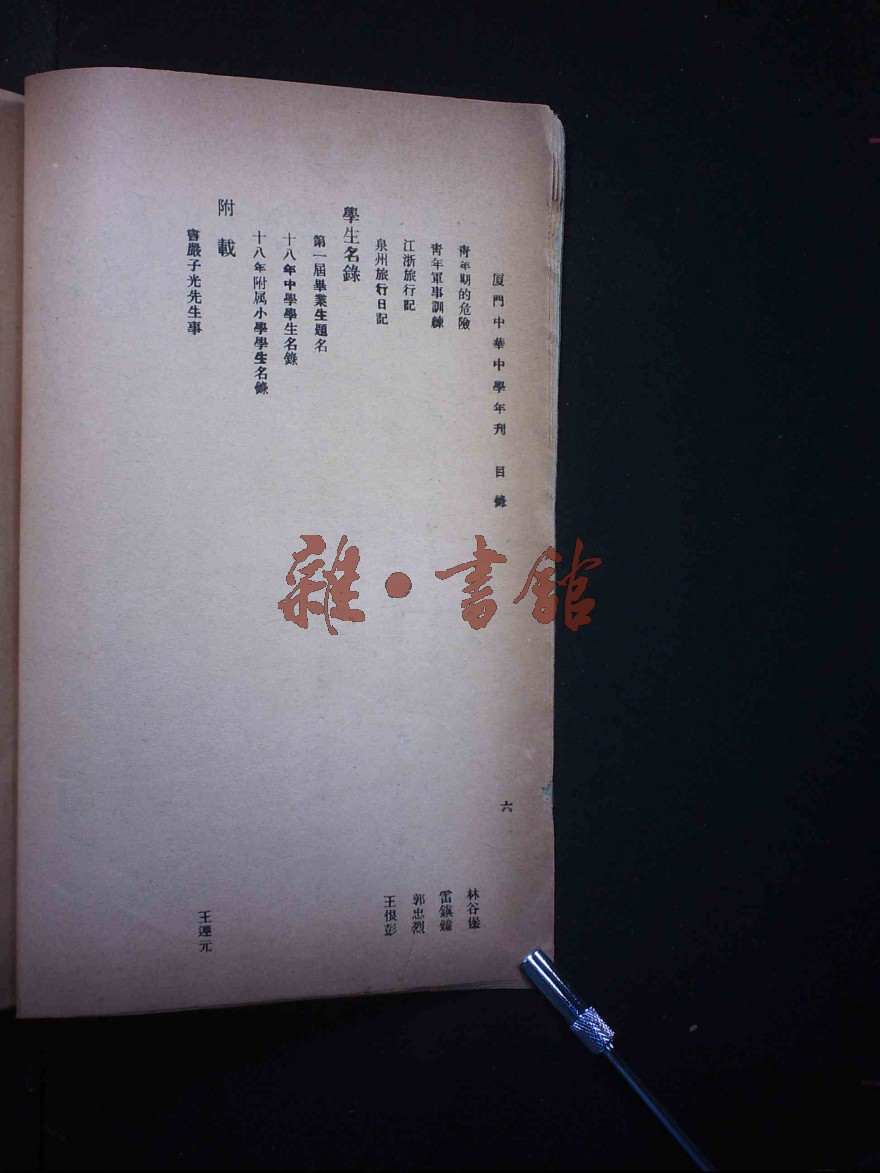 厦門中華中學年刊 目錄 六
青年期的危險 林谷堡
青年軍事訓練 雷鎮鐘
江浙旅行記 郭忠烈
泉州旅行日記 王恨彭
學生名錄
第一屆畢業生題名
十八年中學學生名錄
十八年附属小學學生名錄
附載
書嚴子光先生事 王運元
雜·書館